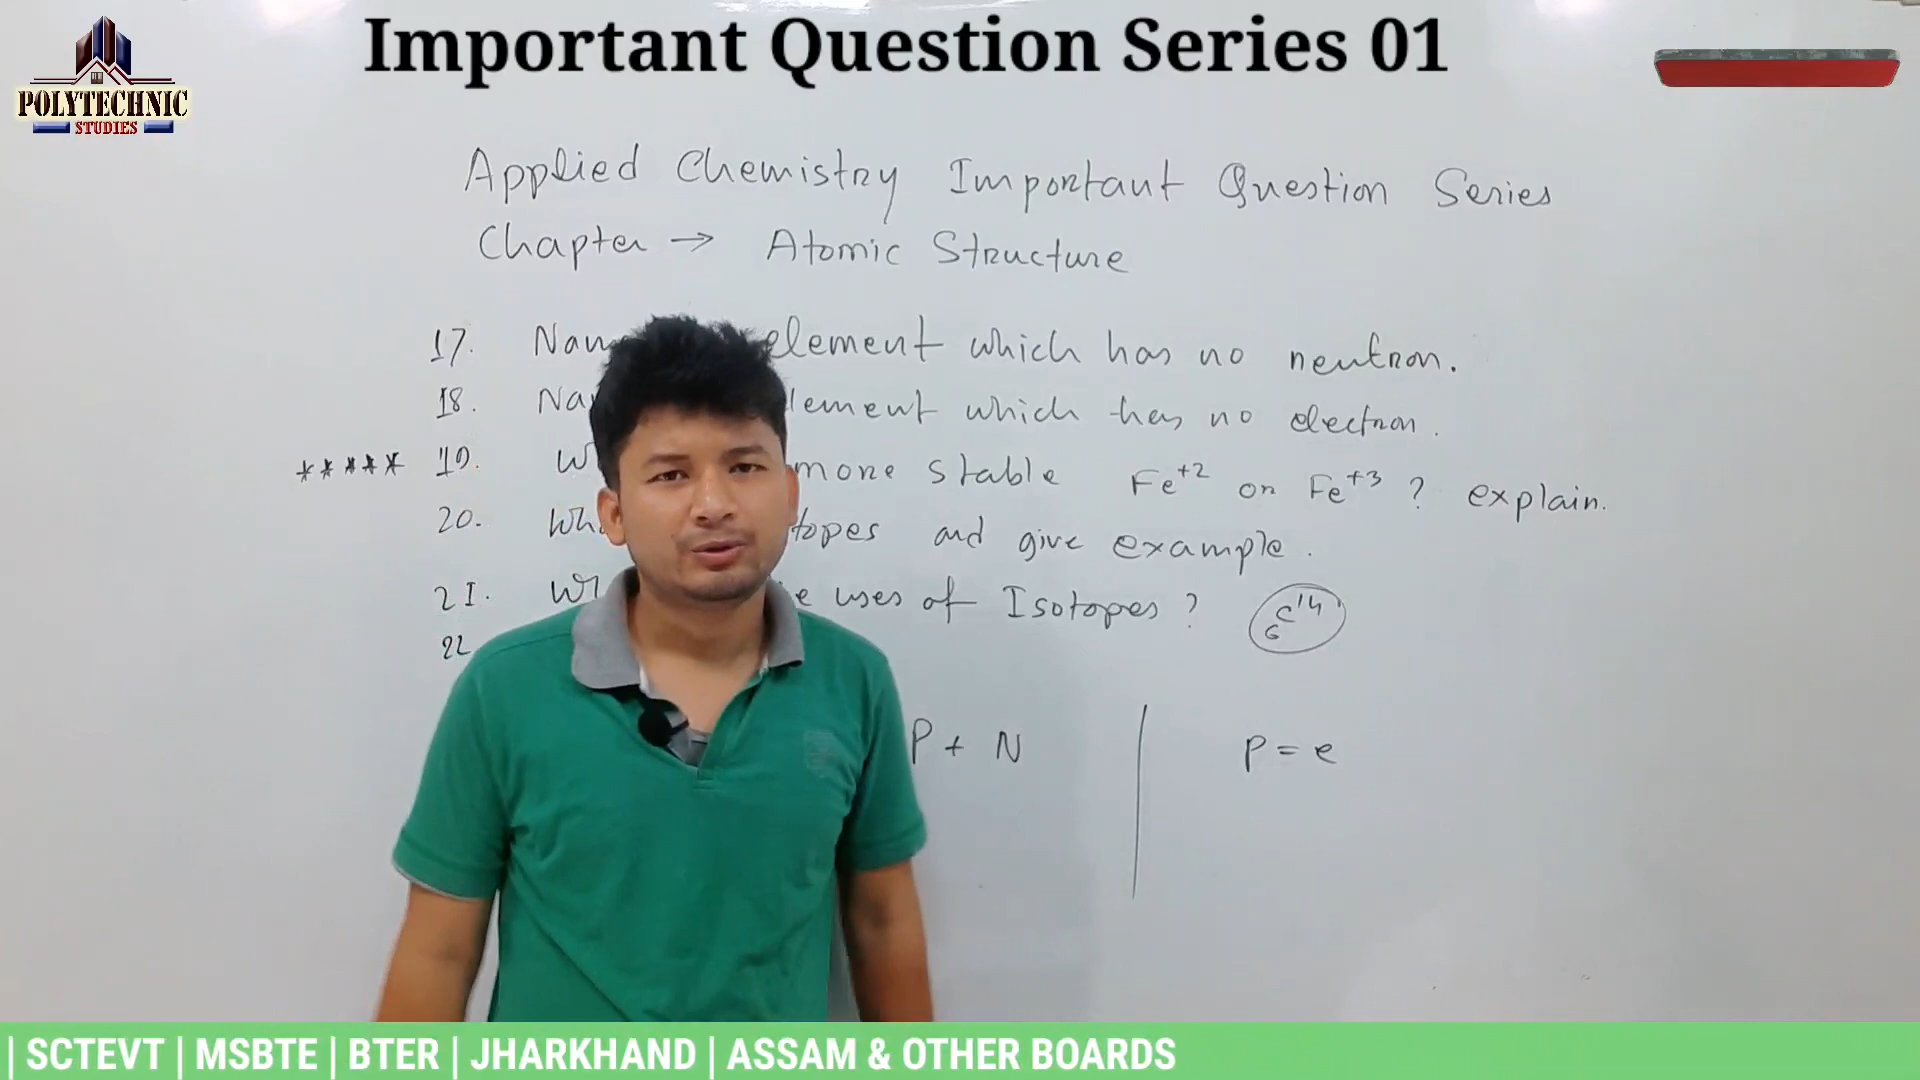 Important Question Series 01
POLYTECHNIC
STUDIES
Applied Chemistry Important Question Series
Chapter → Atomic Structure
17. element which has no neutron.
18. which has no electron.
***** 19. more stable Fe+2 or Fe+3 ? explain.
20. and give example.
21. uses of Isotopes ? 6C14
22
P + N
P = e
| SCTEVT | MSBTE | BTER | JHARKHAND | ASSAM & OTHER BOARDS